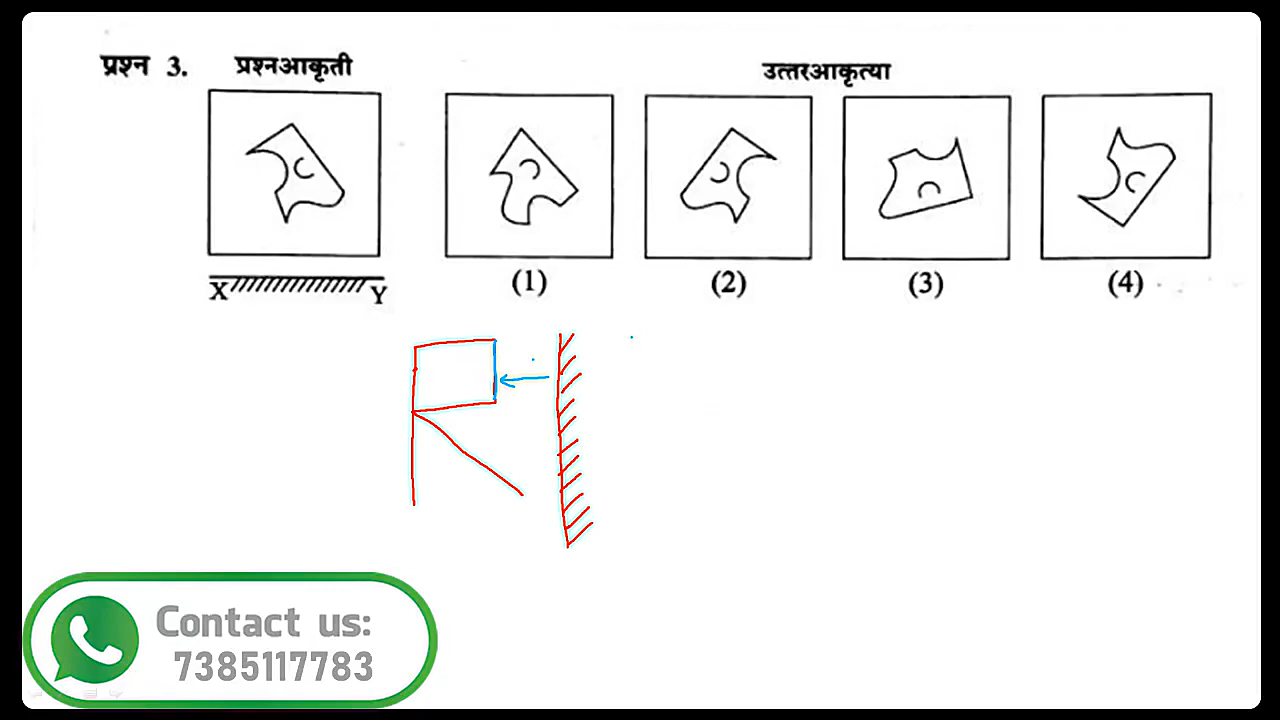 प्रश्न 3. प्रश्नआकृती उत्तरआकृत्या
X Y (1) (2) (3) (4)
Contact us:
7385117783